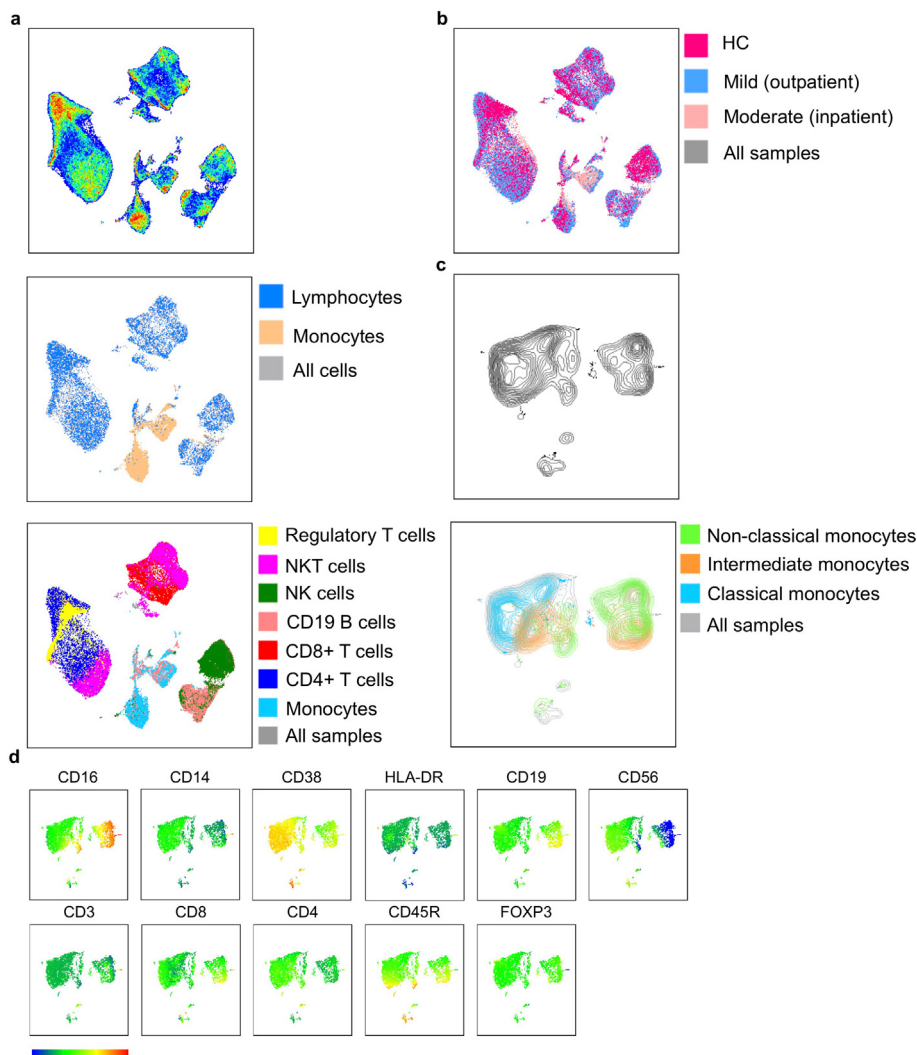 a
b
HC
Mild (outpatient)
Moderate (inpatient)
All samples
Lymphocytes
Monocytes
All cells
c
Regulatory T cells
NKT cells
NK cells
CD19 B cells
CD8+ T cells
CD4+ T cells
Monocytes
All samples
Non-classical monocytes
Intermediate monocytes
Classical monocytes
All samples
d
CD16 CD14 CD38 HLA-DR CD19 CD56
CD3 CD8 CD4 CD45R FOXP3